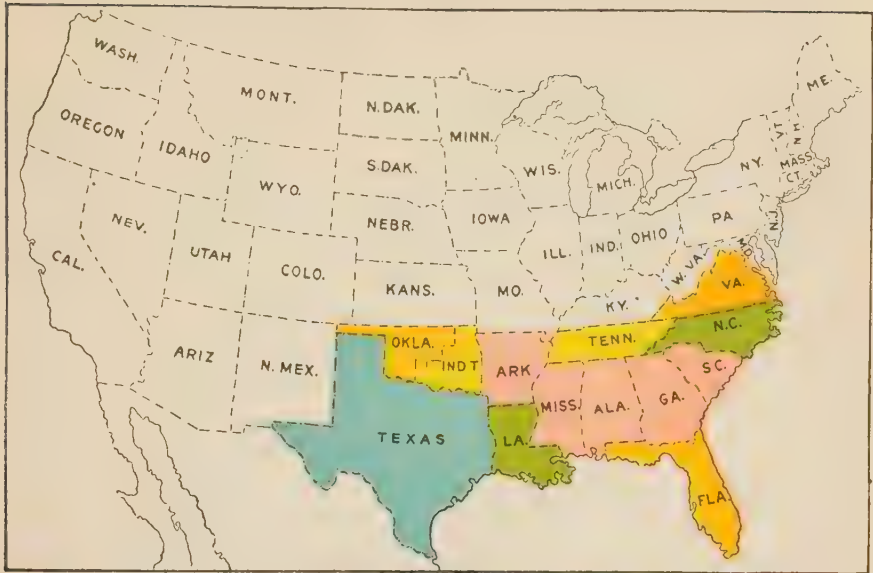 WASH.
MONT.
N.DAK.
MINN.
ME.
OREGON
IDAHO
S.DAK.
WIS.
MICH.
N.Y.
VT.
N.H.
MASS.
CT.
WYO.
NEBR.
IOWA
NEV.
UTAH
COLO.
ILL.
IND.
OHIO
PA
N.J.
MD.
CAL.
KANS.
MO.
KY.
W.VA.
VA.
ARIZ
N.MEX.
OKLA.
IND T
ARK
TENN.
N.C.
TEXAS
LA.
MISS.
ALA.
GA.
S.C.
FLA.